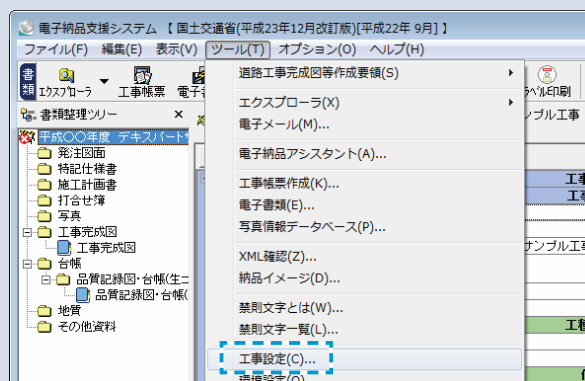 電子納品支援システム 【 国土交通省(平成23年12月改訂版)[平成22年 9月] 】
ファイル(F) 編集(E) 表示(V) ツール(T) オプション(O) ヘルプ(H)
書類 エクスプローラ 工事帳票
書類整理ツリー ×
平成○○年度 デキスパート
発注図面
特記仕様書
施工計画書
打合せ簿
写真
工事完成図
工事完成図
台帳
品質記録図・台帳(生コ
品質記録図・台帳(
地質
その他資料
道路工事完成図等作成要領(S)
エクスプローラ(X)
電子メール(M)...
電子納品アシスタント(A)...
工事帳票作成(K)...
電子書類(E)...
写真情報データベース(P)...
XML確認(Z)...
納品イメージ(D)...
禁則文字とは(W)...
禁則文字一覧(L)...
工事設定(C)...
環境設定(O)
ラベル印刷
ンプル工事
工事
工事
サンプル工事
工種